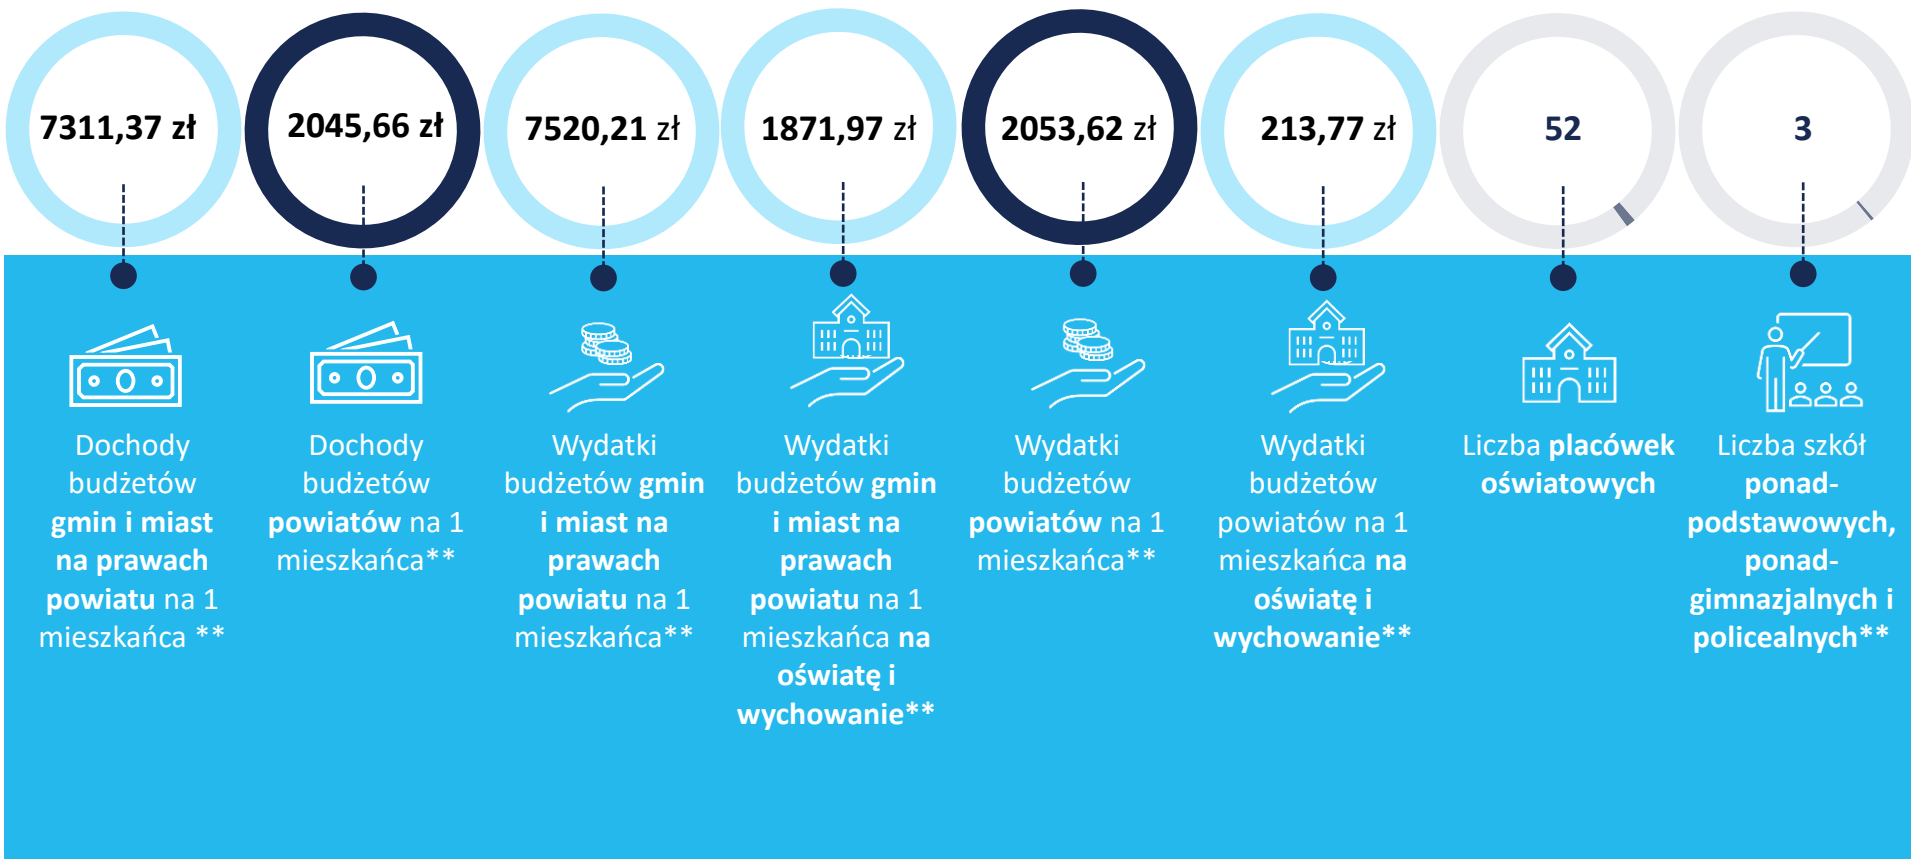 7311,37 zł
2045,66 zł
7520,21 zł
1871,97 zł
2053,62 zł
213,77 zł
52
3
Dochody
budżetów
gmin i miast
na prawach
powiatu na 1
mieszkańca **
Dochody
budżetów
powiatów na 1
mieszkańca**
Wydatki
budżetów gmin
i miast na
prawach
powiatu na 1
mieszkańca**
Wydatki
budżetów gmin
i miast na
prawach
powiatu na 1
mieszkańca na
oświatę i
wychowanie**
Wydatki
budżetów
powiatów na 1
mieszkańca**
Wydatki
budżetów
powiatów na 1
mieszkańca na
oświatę i
wychowanie**
Liczba placówek
oświatowych
Liczba szkół
ponad-
podstawowych,
ponad-
gimnazjalnych i
policealnych**